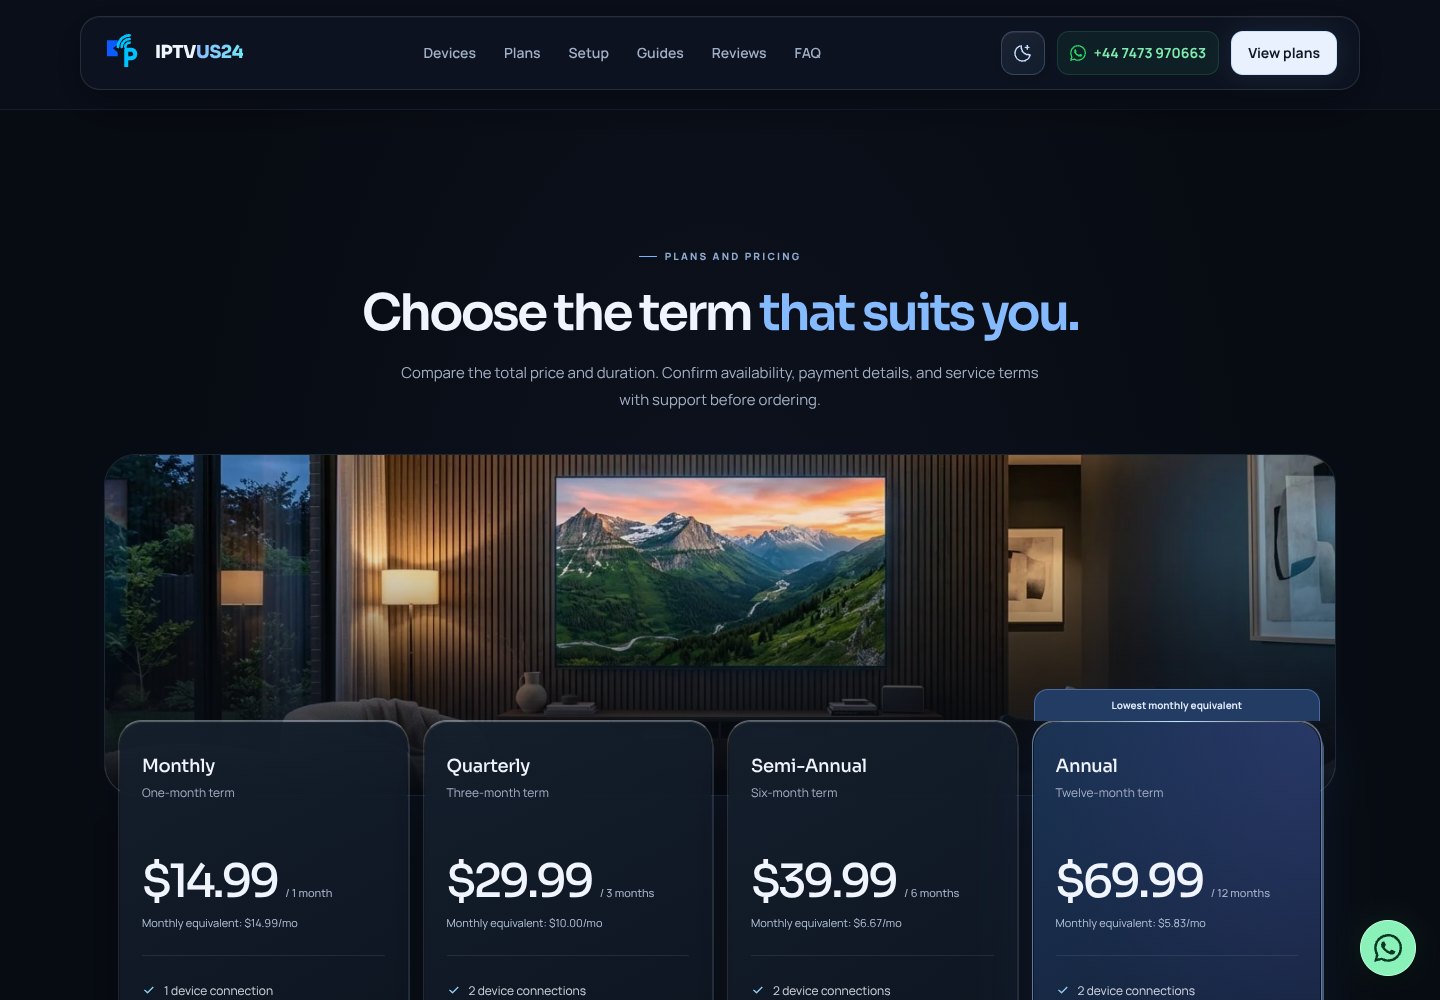 IPTVUS24
Devices
Plans
Setup
Guides
Reviews
FAQ
+44 7473 970663
View plans
PLANS AND PRICING
Choose the term that suits you.
Compare the total price and duration. Confirm availability, payment details, and service terms
with support before ordering.
Lowest monthly equivalent
Monthly
One-month term
$14.99 / 1 month
Monthly equivalent: $14.99/mo
1 device connection
Quarterly
Three-month term
$29.99 / 3 months
Monthly equivalent: $10.00/mo
2 device connections
Semi-Annual
Six-month term
$39.99 / 6 months
Monthly equivalent: $6.67/mo
2 device connections
Annual
Twelve-month term
$69.99 / 12 months
Monthly equivalent: $5.83/mo
2 device connections